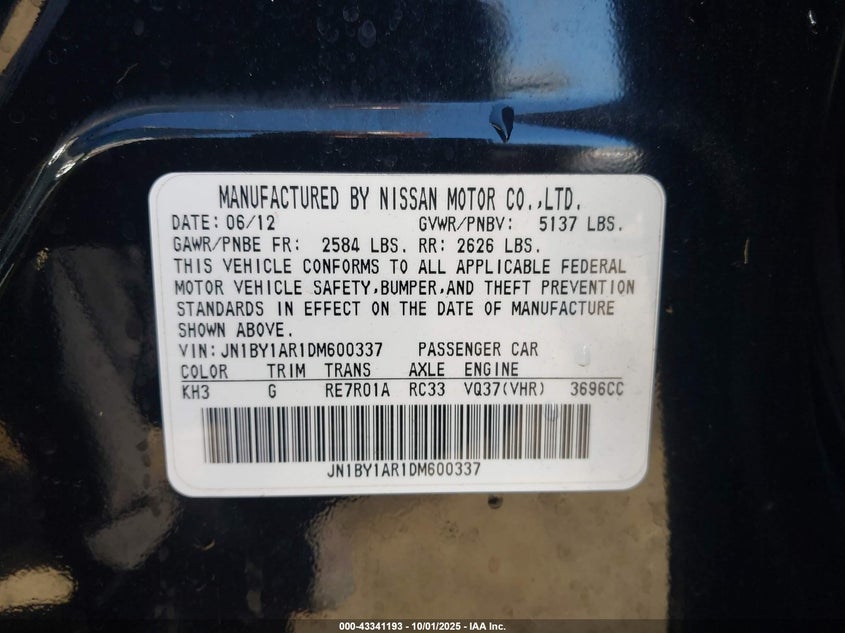 MANUFACTURED BY NISSAN MOTOR CO.,LTD.
DATE: 06/12 GVWR/PNBV: 5137 LBS.
GAWR/PNBE FR: 2584 LBS. RR: 2626 LBS.
THIS VEHICLE CONFORMS TO ALL APPLICABLE FEDERAL
MOTOR VEHICLE SAFETY,BUMPER,AND THEFT PREVENTION
STANDARDS IN EFFECT ON THE DATE OF MANUFACTURE
SHOWN ABOVE.
VIN: JN1BY1AR1DM600337 PASSENGER CAR
COLOR TRIM TRANS AXLE ENGINE
KH3 G RE7R01A RC33 VQ37(VHR) 3696CC
JN1BY1AR1DM600337
000-43341193 - 10/01/2025 - IAA Inc.